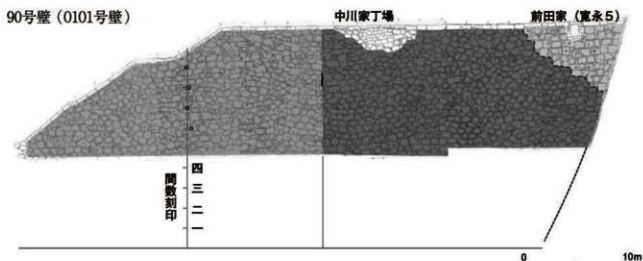 90号壁（0101号壁）
中川家丁場
前田家（寛永５）
四
三
二
一
間数刻印
0
10m